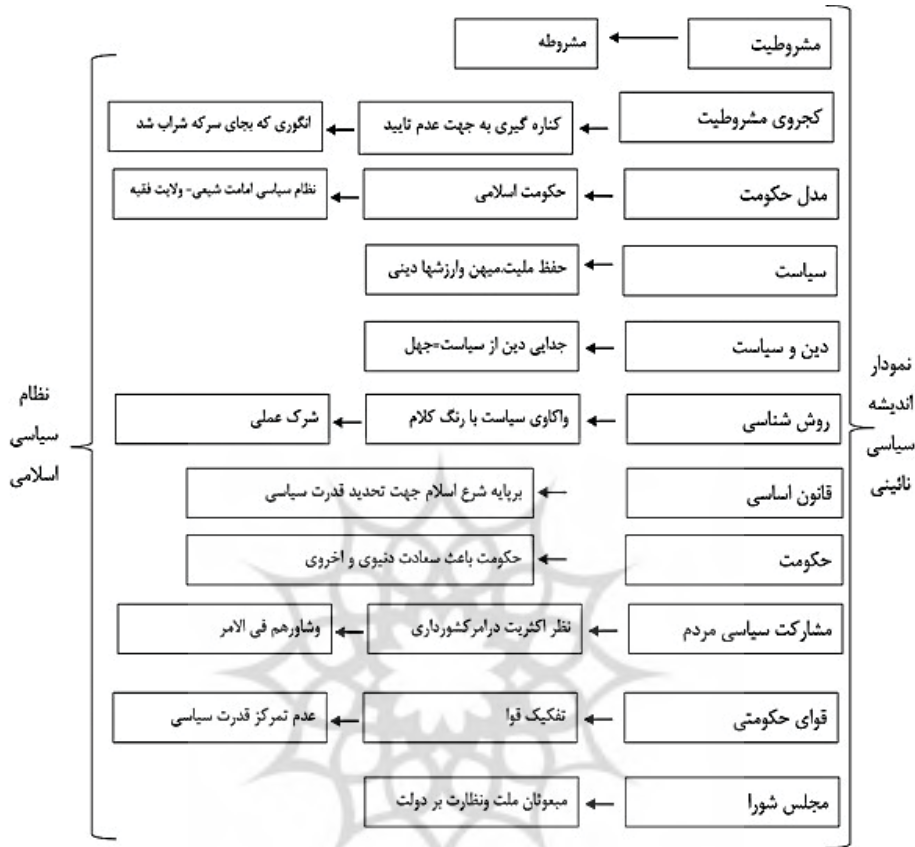 مشروطیت
مشروطه
کجروی مشروطیت
کناره گیری به جهت عدم تایید
انگوری که بجای سرکه شراب شد
مدل حکومت
حکومت اسلامی
نظام سیاسی امامت شیعی- ولایت فقیه
سیاست
حفظ ملیت،میهن وارزشها دینی
دین و سیاست
جدایی دین از سیاست=جهل
روش شناسی
واکاوی سیاست با رنگ کلام
شرک عملی
قانون اساسی
برپایه شرع اسلام جهت تحدید قدرت سیاسی
حکومت
حکومت باعث سعادت دنیوی و اخروی
مشارکت سیاسی مردم
نظر اکثریت درامرکشورداری
وشاورهم فی الامر
قوای حکومتی
تفکیک قوا
عدم تمرکز قدرت سیاسی
مجلس شورا
مبعوثان ملت ونظارت بر دولت
نمودار
اندیشه
سیاسی
نائینی
نظام
سیاسی
اسلامی